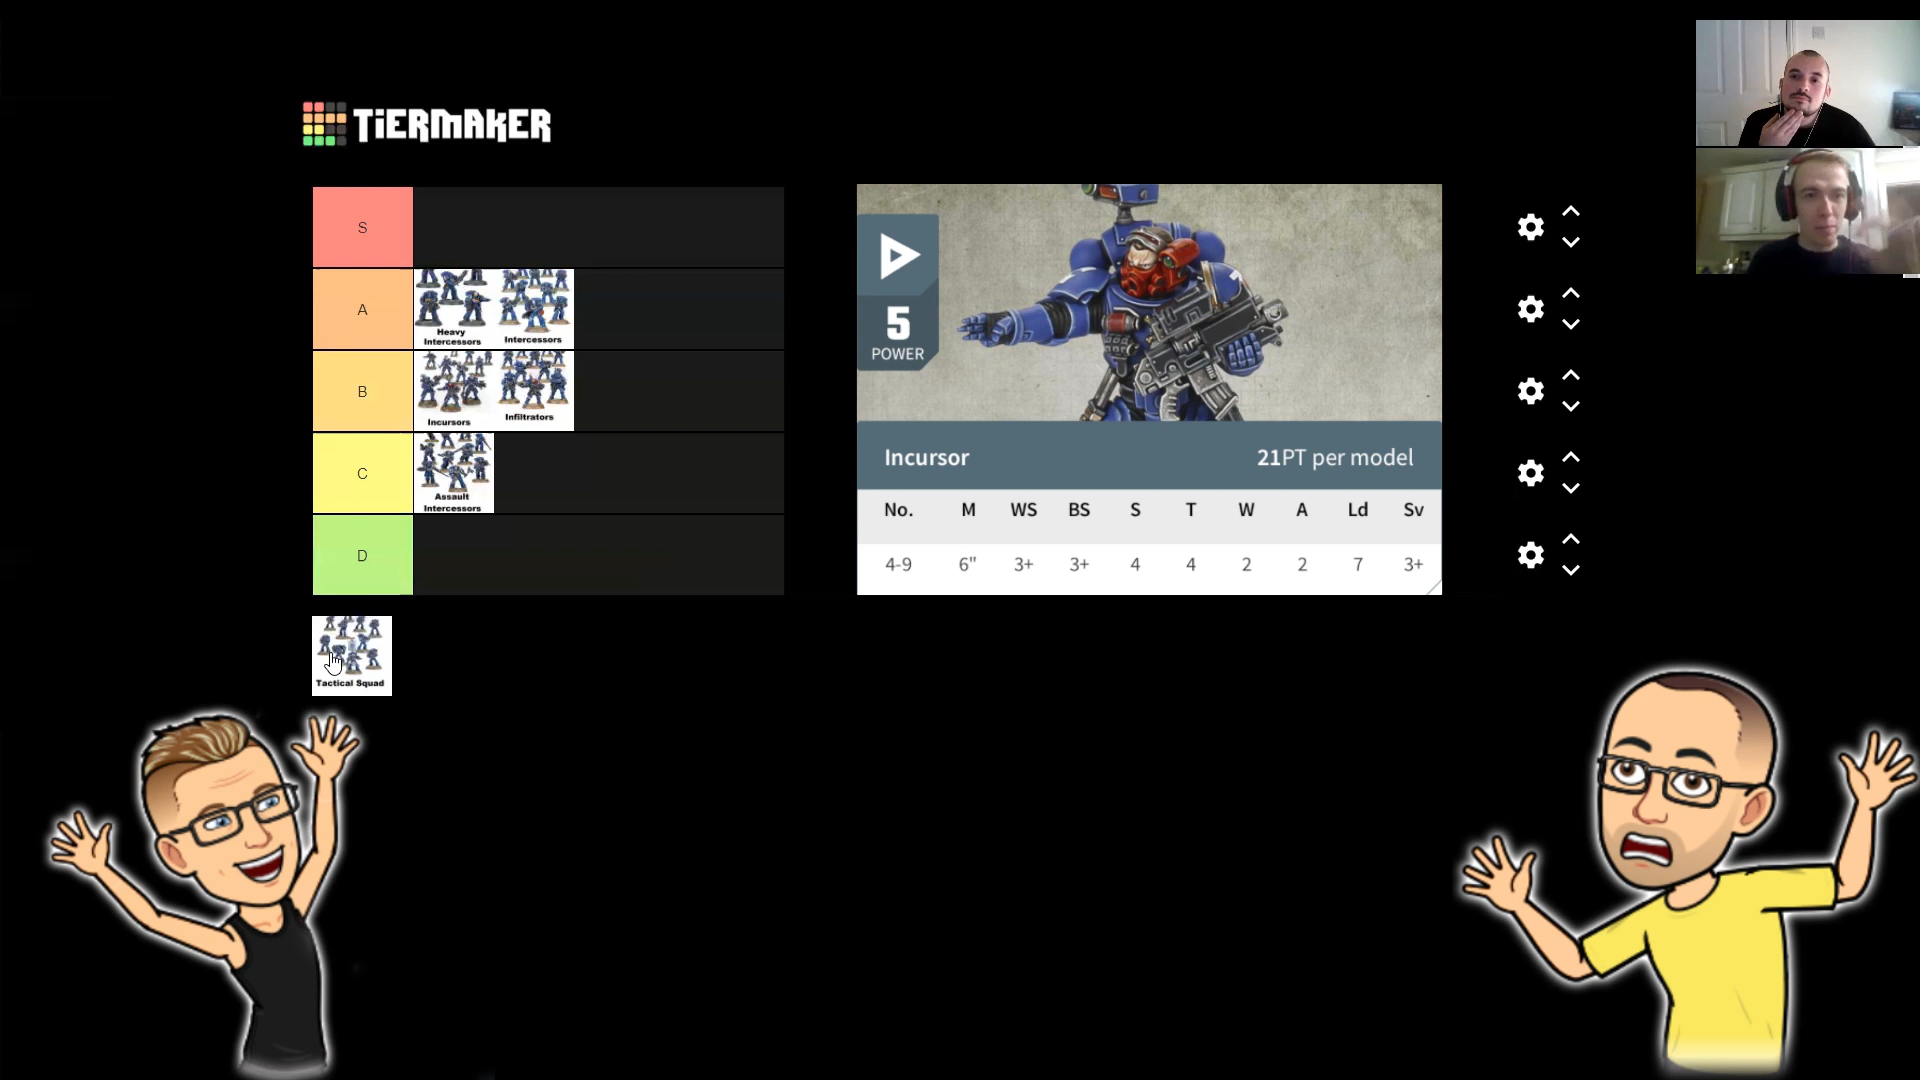 TiERMAKER
S
A
Heavy
Intercessors
Intercessors
B
Incursors
Infiltrators
C
Assault
Intercessors
D
Tactical Squad
5
POWER
Incursor 21PT per model
No. M WS BS S T W A Ld Sv
4-9 6" 3+ 3+ 4 4 2 2 7 3+